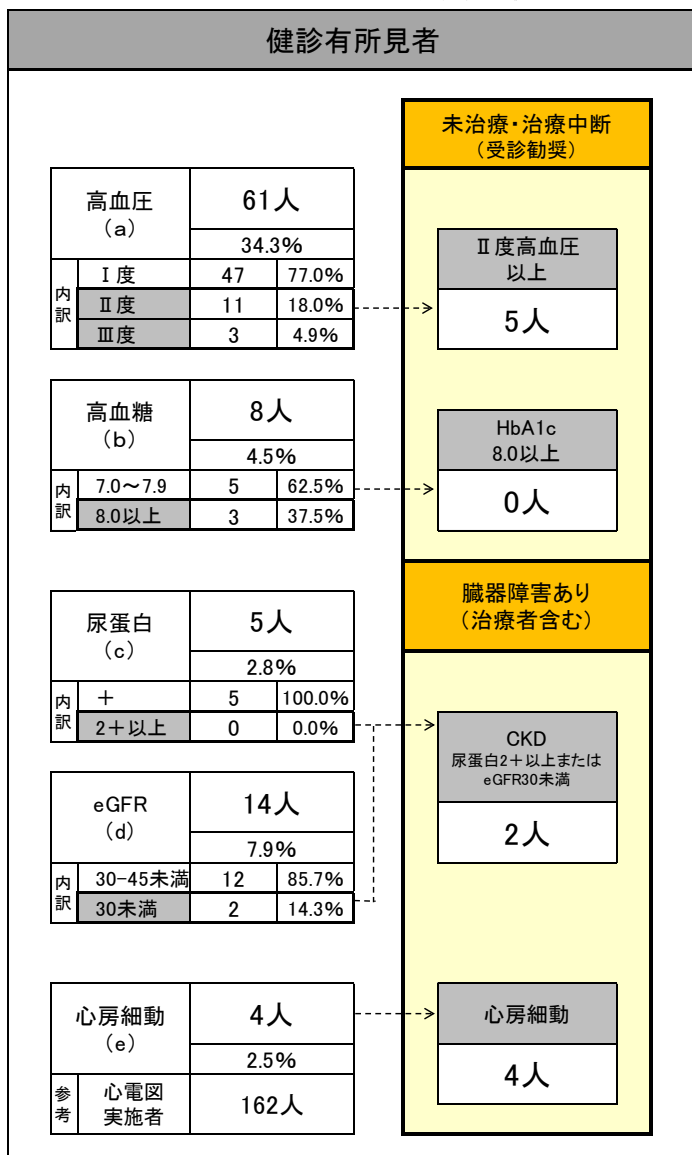 健診有所見者
未治療・治療中断
（受診勧奨）
高血圧
（a）
61人
34.3%
内訳
Ⅰ度
47
77.0%
Ⅱ度
11
18.0%
Ⅲ度
3
4.9%
Ⅱ度高血圧
以上
5人
高血糖
（b）
8人
4.5%
内訳
7.0～7.9
5
62.5%
8.0以上
3
37.5%
HbA1c
8.0以上
0人
臓器障害あり
（治療者含む）
尿蛋白
（c）
5人
2.8%
内訳
＋
5
100.0%
2＋以上
0
0.0%
CKD
尿蛋白2＋以上または
eGFR30未満
2人
eGFR
（d）
14人
7.9%
内訳
30-45未満
12
85.7%
30未満
2
14.3%
心房細動
（e）
4人
2.5%
参考
心電図
実施者
162人
心房細動
4人